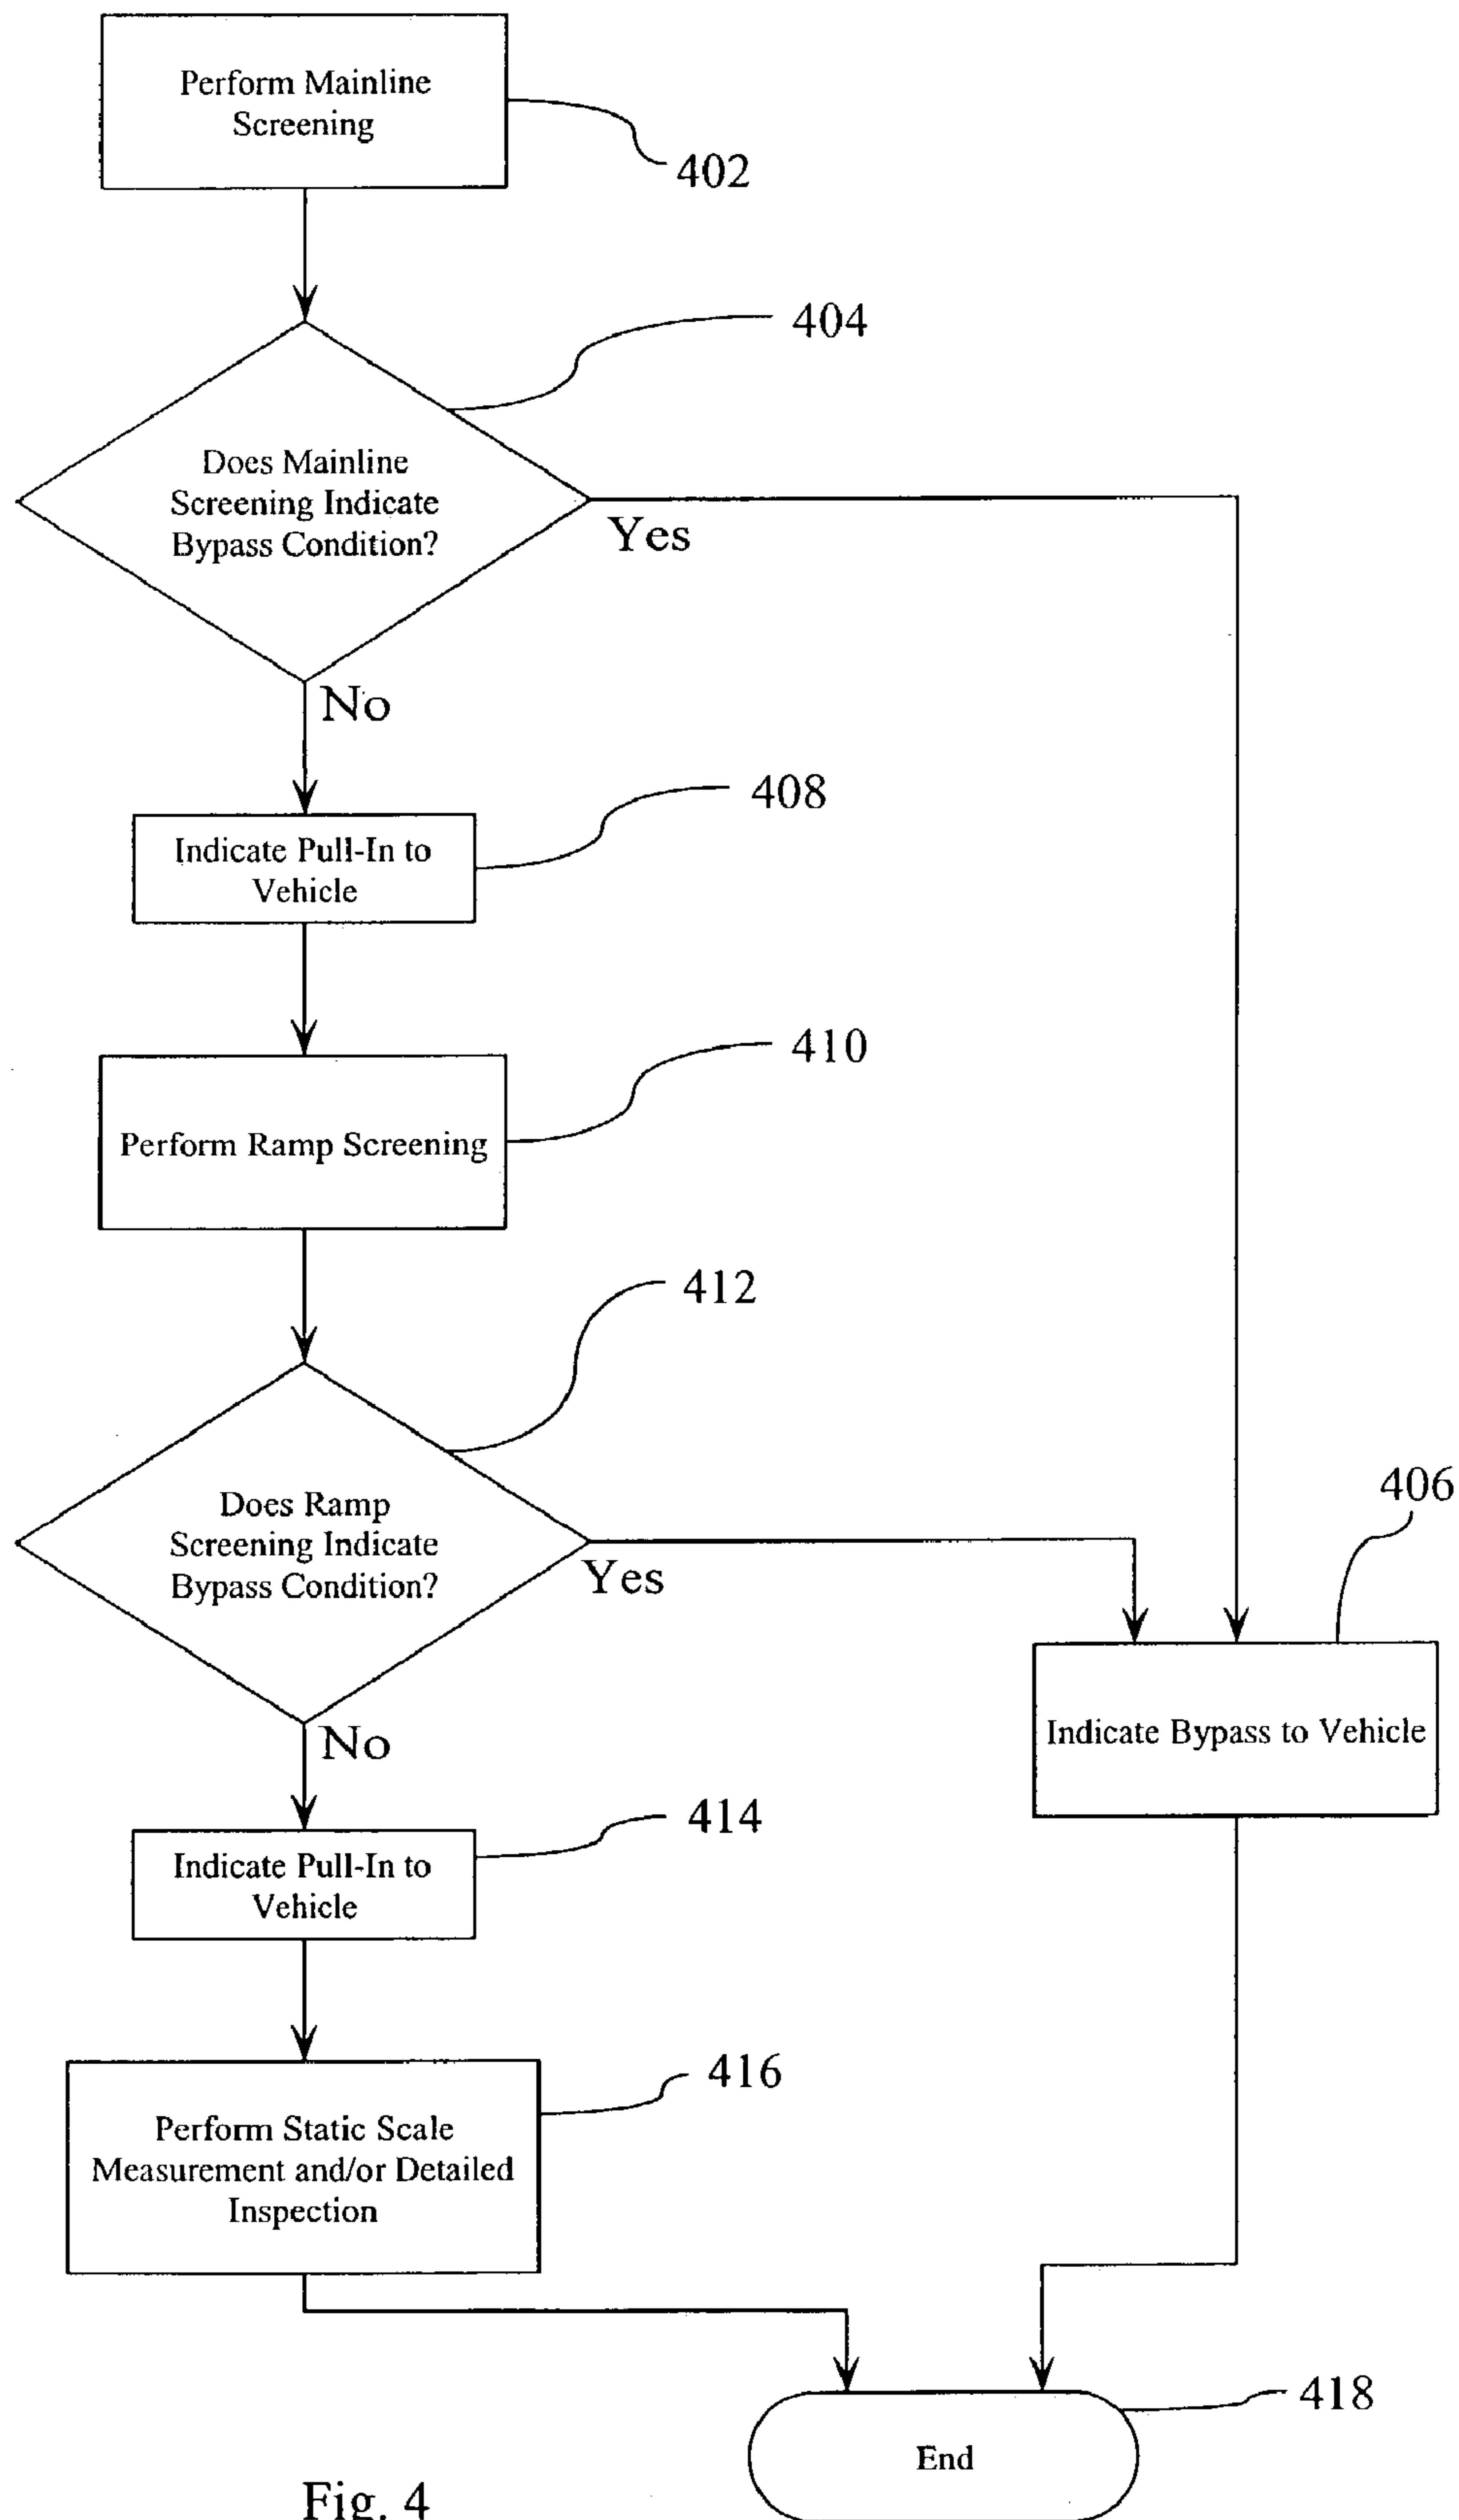 Perform Mainline
Screening
402
404
Does Mainline
Screening Indicate
Bypass Condition?
Yes
No
408
Indicate Pull-In to
Vehicle
410
Perform Ramp Screening
412
Does Ramp
Screening Indicate
Bypass Condition?
Yes
406
Indicate Bypass to Vehicle
No
414
Indicate Pull-In to
Vehicle
416
Perform Static Scale
Measurement and/or Detailed
Inspection
418
End
Fig. 4